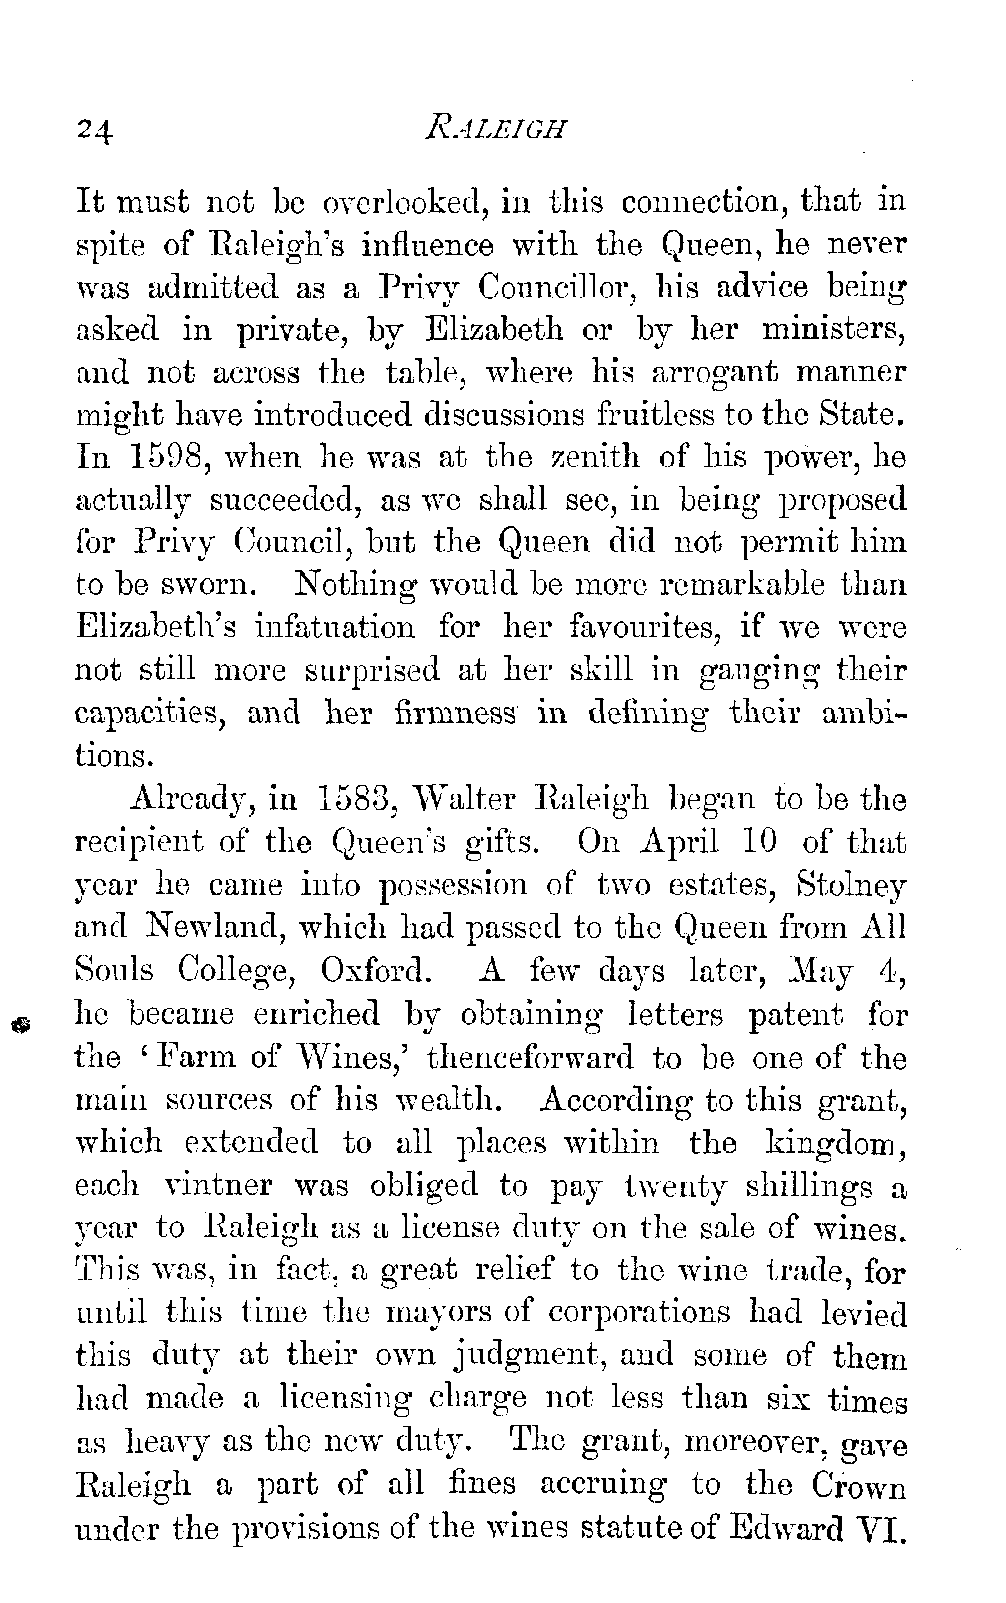 24 RALEIGH
It must not be overlooked, in this connection, that in
spite of Raleigh's influence with the Queen, he never
was admitted as a Privy Councillor, his advice being
asked in private, by Elizabeth or by her ministers,
and not across the table, where his arrogant manner
might have introduced discussions fruitless to the State.
In 1598, when he was at the zenith of his power, he
actually succeeded, as we shall see, in being proposed
for Privy Council, but the Queen did not permit him
to be sworn. Nothing would be more remarkable than
Elizabeth's infatuation for her favourites, if we were
not still more surprised at her skill in gauging their
capacities, and her firmness in defining their ambi-
tions.
Already, in 1583, Walter Raleigh began to be the
recipient of the Queen's gifts. On April 10 of that
year he came into possession of two estates, Stolney
and Newland, which had passed to the Queen from All
Souls College, Oxford. A few days later, May 4,
he became enriched by obtaining letters patent for
the ‘Farm of Wines,’ thenceforward to be one of the
main sources of his wealth. According to this grant,
which extended to all places within the kingdom,
each vintner was obliged to pay twenty shillings a
year to Raleigh as a license duty on the sale of wines.
This was, in fact, a great relief to the wine trade, for
until this time the mayors of corporations had levied
this duty at their own judgment, and some of them
had made a licensing charge not less than six times
as heavy as the new duty. The grant, moreover, gave
Raleigh a part of all fines accruing to the Crown
under the provisions of the wines statute of Edward VI.